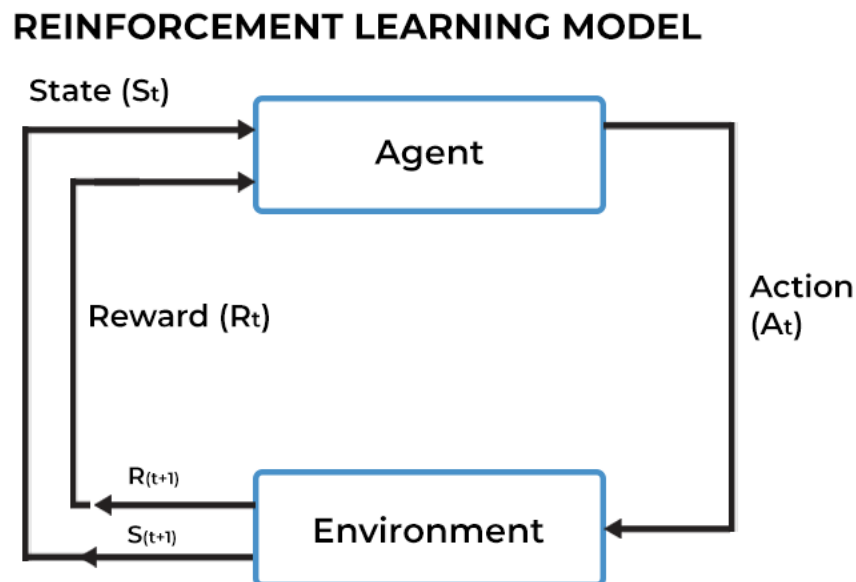 REINFORCEMENT LEARNING MODEL
State (St)
Agent
Action
(At)
Reward (Rt)
R(t+1)
S(t+1)
Environment